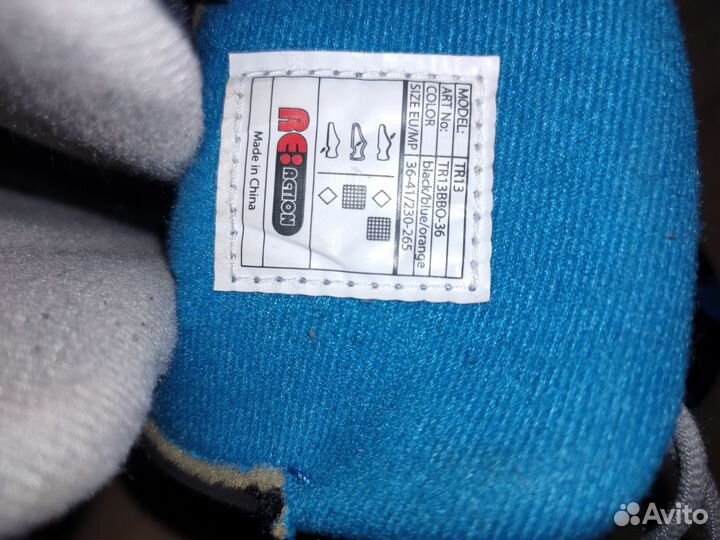 MODEL: TR13
ART No: TR13BBO-36
COLOR black/blue/orange
SIZE EU/MP 36-41/230-265
RE:ACTION
Made in China
Avito